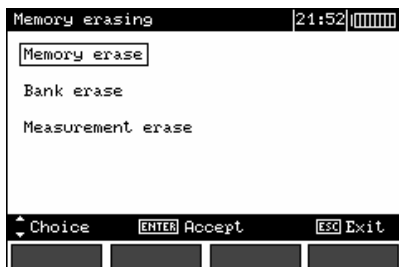 Memory erasing 21:52
Memory erase
Bank erase
Measurement erase
Choice ENTER Accept ESC Exit